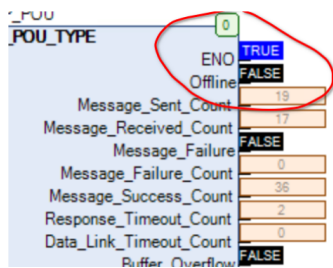 _POU
0
_POU_TYPE
ENO TRUE
Offline FALSE
Message_Sent_Count 19
Message_Received_Count 17
Message_Failure FALSE
Message_Failure_Count 0
Message_Success_Count 36
Response_Timeout_Count 2
Data_Link_Timeout_Count 0
Buffer_Overflow FALSE